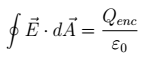 ∮ E⃗ · dA⃗ = Q_enc / ε₀